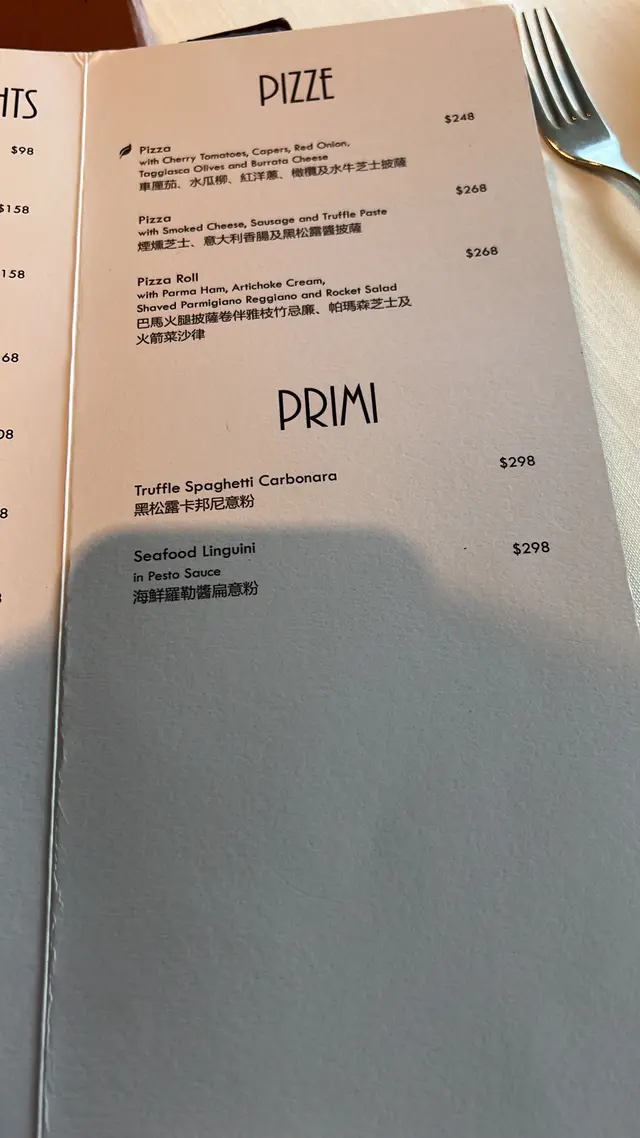 HTS
$98
$158
158
68
08
8
PIZZE
Pizza $248
with Cherry Tomatoes, Capers, Red Onion,
Taggiasca Olives and Burrata Cheese
車厘茄、水瓜柳、紅洋蔥、橄欖及水牛芝士披薩
Pizza $268
with Smoked Cheese, Sausage and Truffle Paste
煙燻芝士、意大利香腸及黑松露醬披薩
Pizza Roll $268
with Parma Ham, Artichoke Cream,
Shaved Parmigiano Reggiano and Rocket Salad
巴馬火腿披薩卷伴雅枝竹忌廉、帕瑪森芝士及
火箭菜沙律
PRIMI
Truffle Spaghetti Carbonara $298
黑松露卡邦尼意粉
Seafood Linguini $298
in Pesto Sauce
海鮮羅勒醬扁意粉